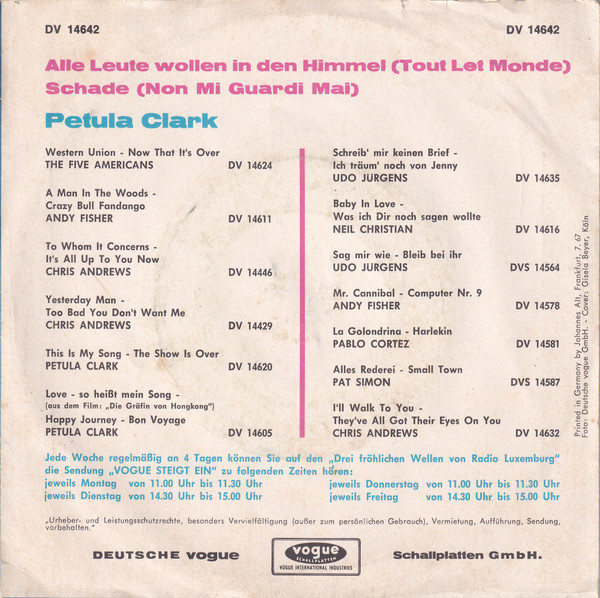 DV 14642
DV 14642
Alle Leute wollen in den Himmel (Tout Let Monde)
Schade (Non Mi Guardi Mai)
Petula Clark
Western Union - Now That It's Over
THE FIVE AMERICANS DV 14624
A Man In The Woods -
Crazy Bull Fandango
ANDY FISHER DV 14611
To Whom It Concerns -
It's All Up To You Now
CHRIS ANDREWS DV 14446
Yesterday Man -
Too Bad You Don't Want Me
CHRIS ANDREWS DV 14429
This Is My Song - The Show Is Over
PETULA CLARK DV 14620
Love - so heißt mein Song -
(aus dem Film: „Die Gräfin von Hongkong")
Happy Journey - Bon Voyage
PETULA CLARK DV 14605
Schreib' mir keinen Brief -
Ich träum' noch von Jenny
UDO JURGENS DV 14635
Baby In Love -
Was ich Dir noch sagen wollte
NEIL CHRISTIAN DV 14616
Sag mir wie - Bleib bei ihr
UDO JURGENS DVS 14564
Mr. Cannibal - Computer Nr. 9
ANDY FISHER DV 14578
La Golondrina - Harlekin
PABLO CORTEZ DV 14581
Alles Rederei - Small Town
PAT SIMON DVS 14587
I'll Walk To You -
They've All Got Their Eyes On You
CHRIS ANDREWS DV 14632
Printed in Germany by Johannes Alt, Frankfurt, 7. 67
Foto: Deutsche vogue GmbH. - Cover: Gisela Beyer, Köln
Jede Woche regelmäßig an 4 Tagen können Sie auf den „Drei fröhlichen Wellen von Radio Luxemburg"
die Sendung „VOGUE STEIGT EIN" zu folgenden Zeiten hören:
jeweils Montag von 11.00 Uhr bis 11.30 Uhr jeweils Donnerstag von 11.00 Uhr bis 11.30 Uhr
jeweils Dienstag von 14.30 Uhr bis 15.00 Uhr jeweils Freitag von 14.30 Uhr bis 15.00 Uhr
„Urheber- und Leistungsschutzrechte, besonders Vervielfältigung (außer zum persönlichen Gebrauch), Vermietung, Aufführung, Sendung,
vorbehalten."
DEUTSCHE vogue
vogue
SCHALLPLATTEN
VOGUE INTERNATIONAL INDUSTRIES
Schallplatten GmbH.